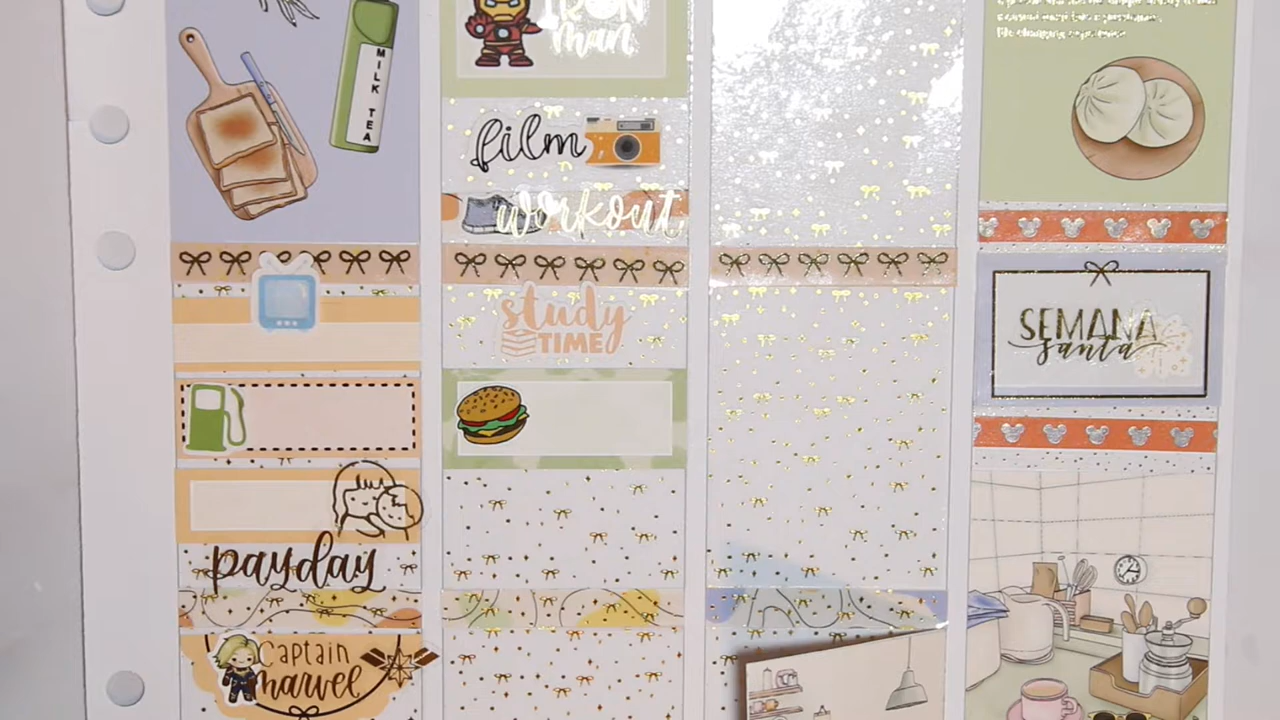 MILK TEA
IRON
man
film
workout
study
TIME
SEMANA
santa
payday
Captain
marvel